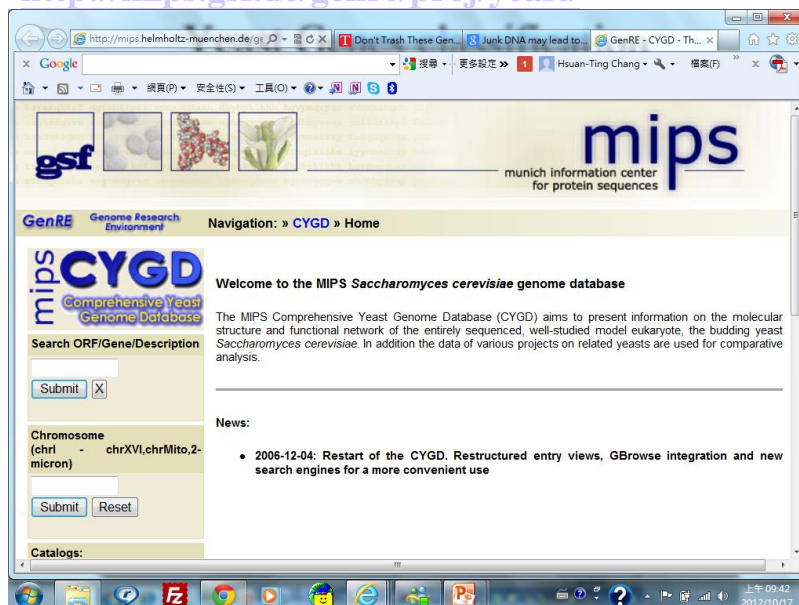 http://mips.gsf.de/genre/proj/yeast/
http://mips.helmholtz-muenchen.de/ge
Don't Trash These Gen...
Junk DNA may lead to...
GenRE - CYGD - Th...
x Google
搜尋
更多設定 »
1
Hsuan-Ting Chang
檔案(F)
»
x
網頁(P)
安全性(S)
工具(O)
gsf
mips
munich information center
for protein sequences
GenRE Genome Research
Environment
Navigation: » CYGD » Home
mips
CYGD
Comprehensive Yeast
Genome Database
Search ORF/Gene/Description
Submit X
Chromosome
(chrI - chrXVI,chrMito,2-
micron)
Submit Reset
Catalogs:
Welcome to the MIPS Saccharomyces cerevisiae genome database
The MIPS Comprehensive Yeast Genome Database (CYGD) aims to present information on the molecular
structure and functional network of the entirely sequenced, well-studied model eukaryote, the budding yeast
Saccharomyces cerevisiae. In addition the data of various projects on related yeasts are used for comparative
analysis.
News:
• 2006-12-04: Restart of the CYGD. Restructured entry views, GBrowse integration and new
search engines for a more convenient use
上午 09:42
2012/10/17